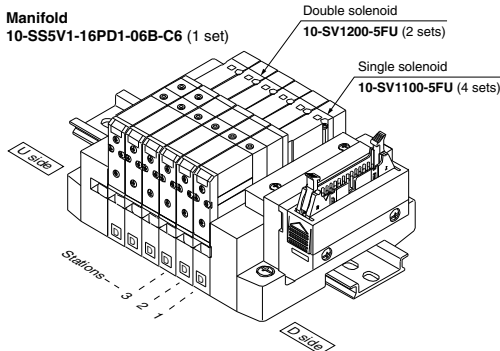 Manifold
10-SS5V1-16PD1-06B-C6 (1 set)
Double solenoid
10-SV1200-5FU (2 sets)
Single solenoid
10-SV1100-5FU (4 sets)
U side
Stations
3
2
1
D side